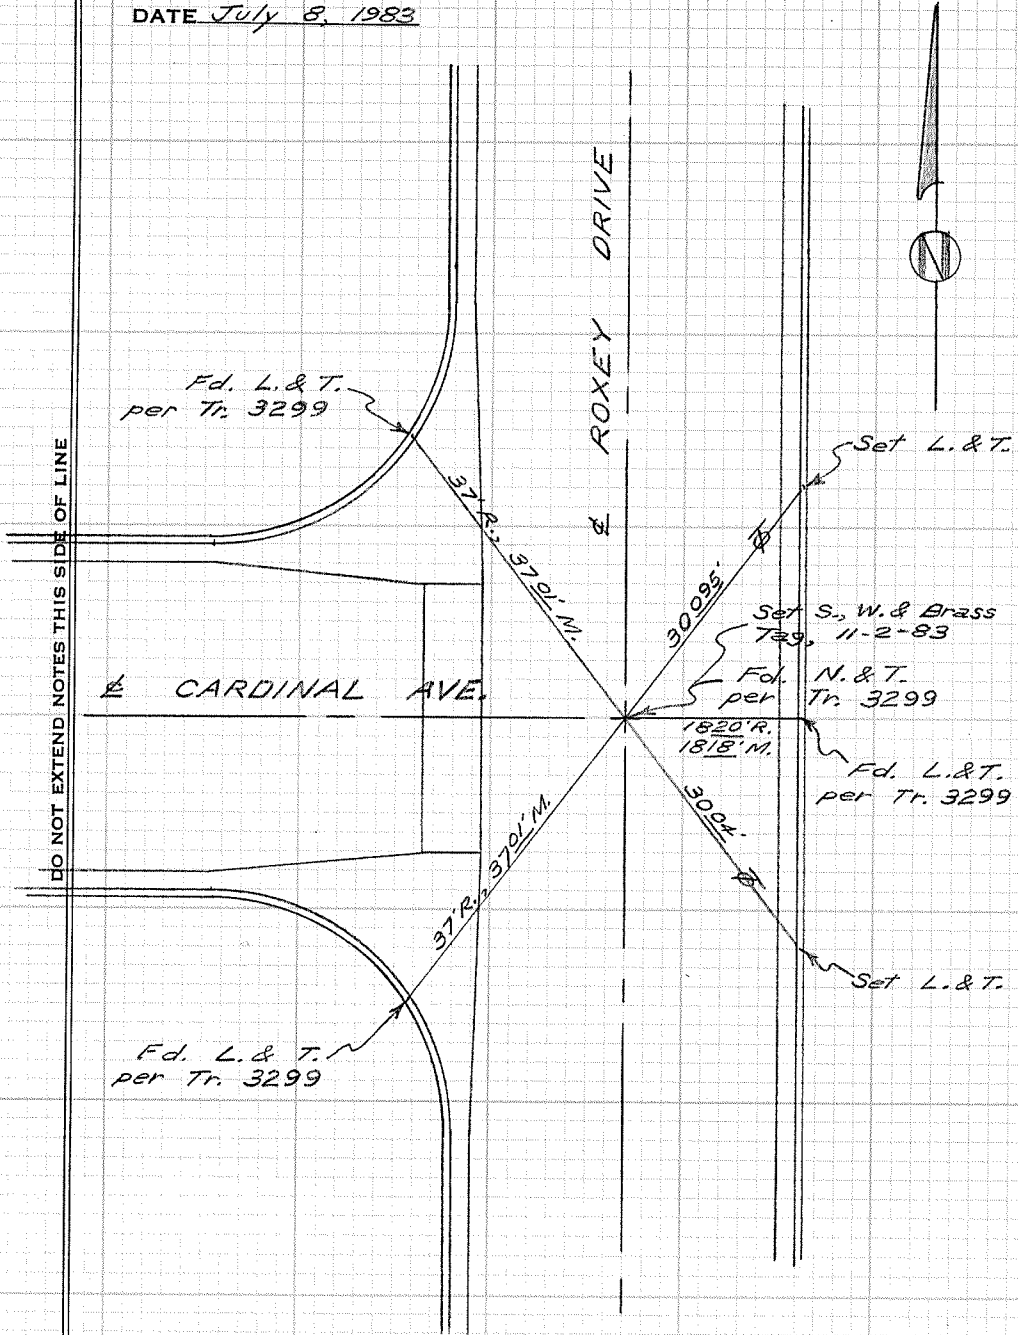 DATE July 8, 1983
ROXEY DRIVE
Fd. L. & T.
per Tr. 3299
Set L. & T.
37' R., 37 01' M.
30 095'
Set S., W. & Brass
Tag, 11-2-83
Fd. N. & T.
per Tr. 3299
℄ CARDINAL AVE.
℄
18 20' R.
18 18' M.
Fd. L. & T.
per Tr. 3299
30 04'
37' R., 37 01' M.
Set L. & T.
Fd. L. & T.
per Tr. 3299
DO NOT EXTEND NOTES THIS SIDE OF LINE
N